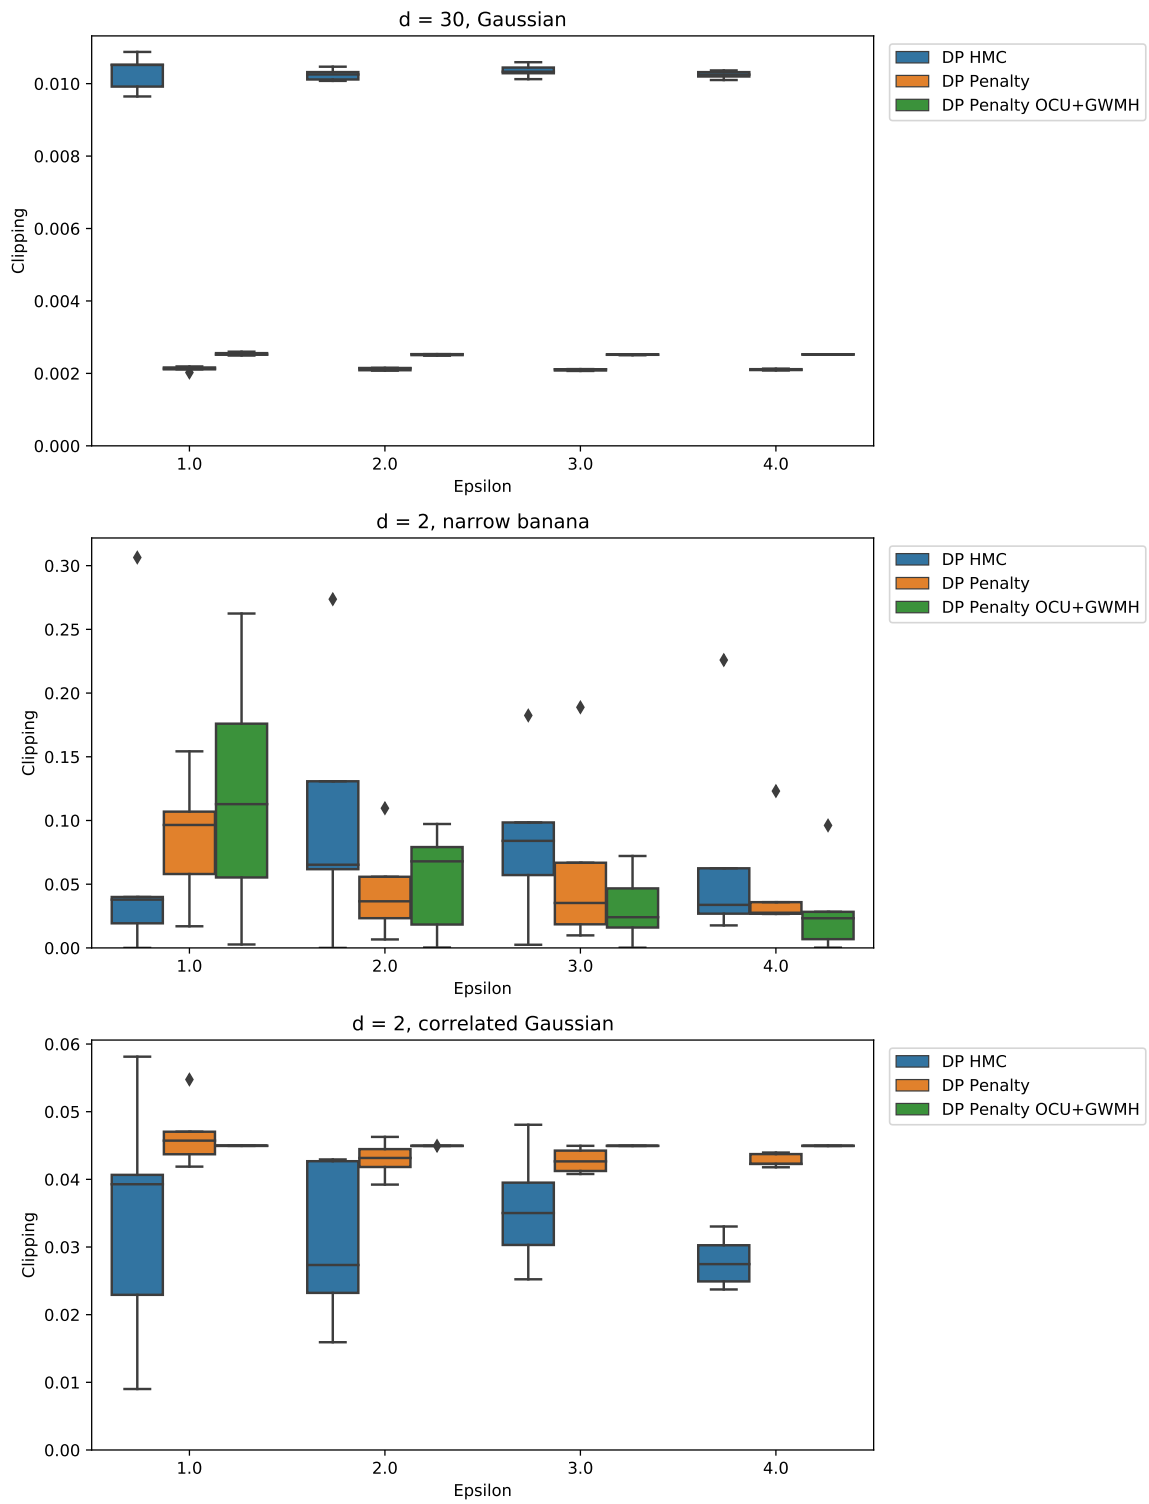 d = 30, Gaussian
DP HMC
DP Penalty
DP Penalty OCU+GWMH
Clipping
0.010
0.008
0.006
0.004
0.002
0.000
1.0 2.0 3.0 4.0
Epsilon
d = 2, narrow banana
DP HMC
DP Penalty
DP Penalty OCU+GWMH
Clipping
0.30
0.25
0.20
0.15
0.10
0.05
0.00
1.0 2.0 3.0 4.0
Epsilon
d = 2, correlated Gaussian
DP HMC
DP Penalty
DP Penalty OCU+GWMH
Clipping
0.06
0.05
0.04
0.03
0.02
0.01
0.00
1.0 2.0 3.0 4.0
Epsilon